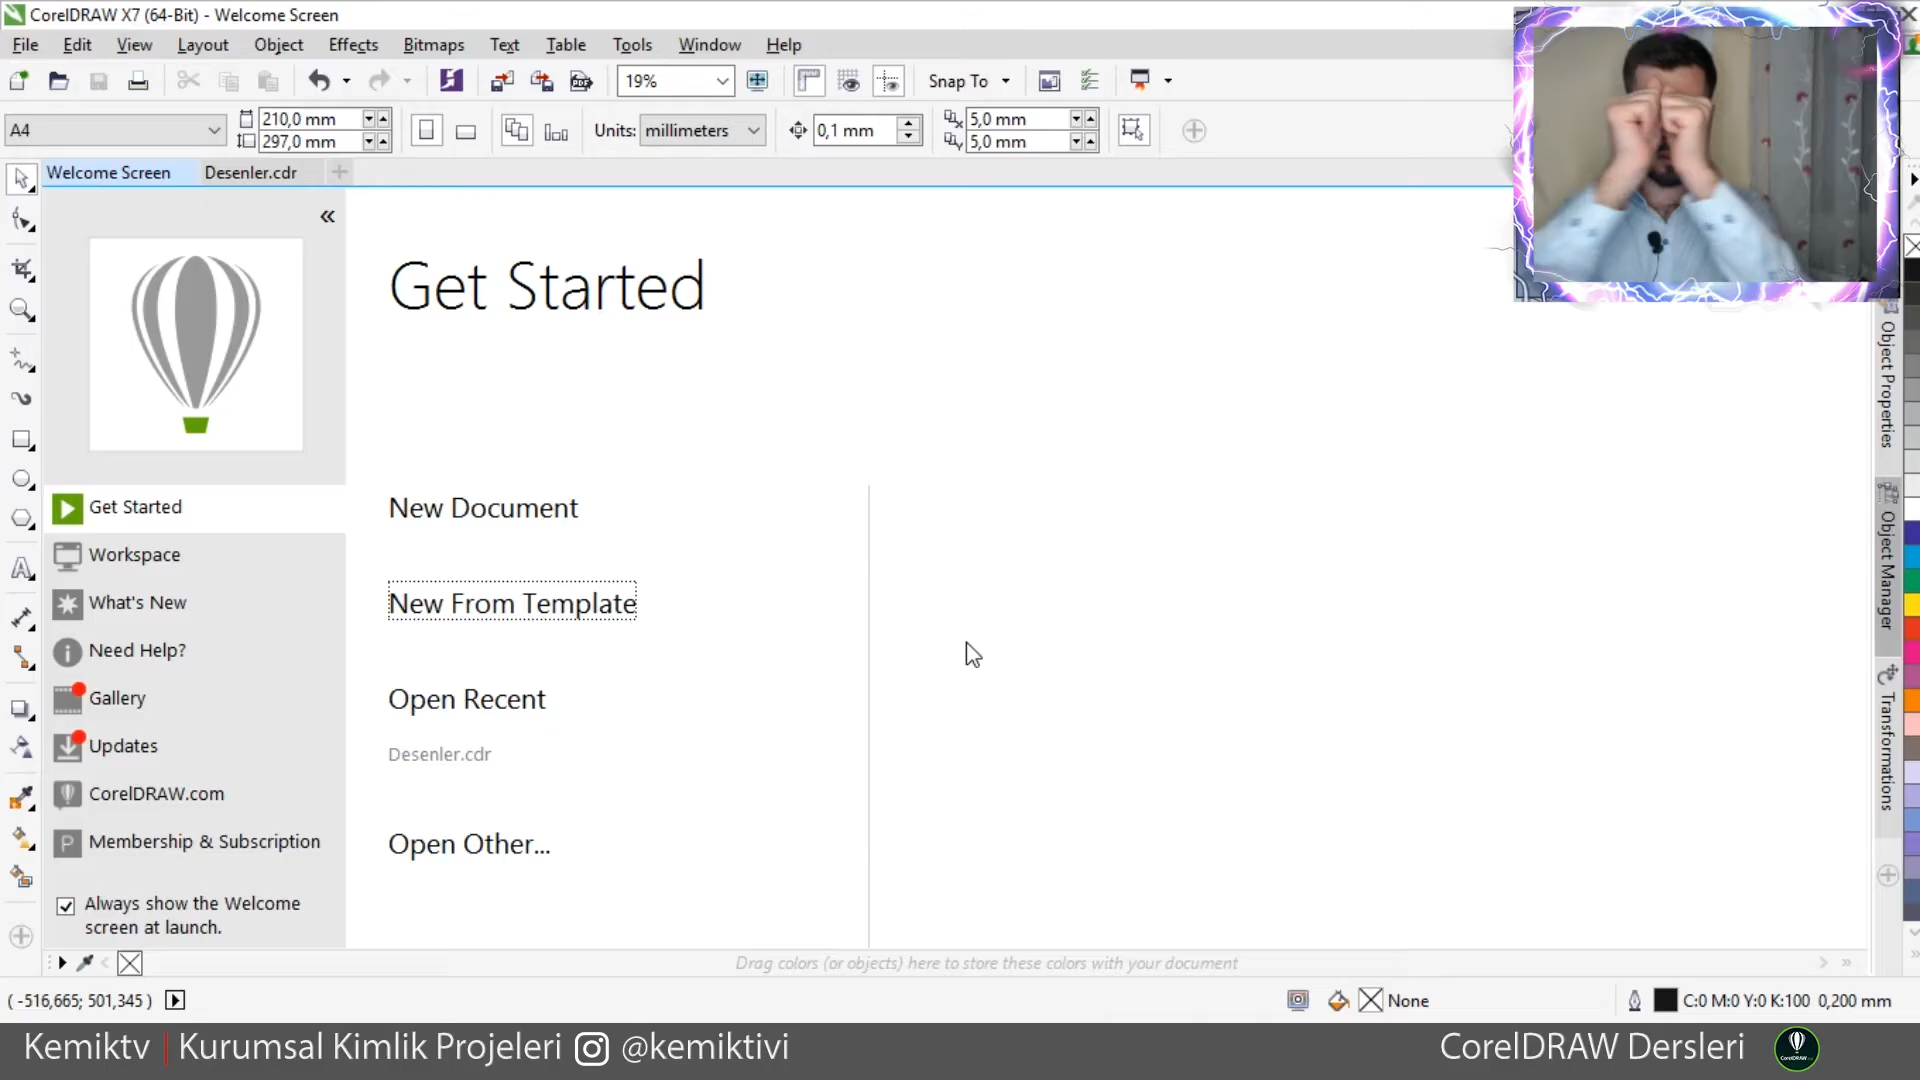 CorelDRAW X7 (64-Bit) - Welcome Screen
File Edit View Layout Object Effects Bitmaps Text Table Tools Window Help
19% Snap To
A4 210,0 mm 297,0 mm Units: millimeters 0,1 mm 5,0 mm 5,0 mm
Welcome Screen Desenler.cdr
Get Started
Get Started
Workspace
What's New
Need Help?
Gallery
Updates
CorelDRAW.com
Membership & Subscription
Always show the Welcome
screen at launch.
New Document
New From Template
Open Recent
Desenler.cdr
Open Other...
Object Properties
Object Manager
Transformations
Drag colors (or objects) here to store these colors with your document
( -516,665; 501,345 ) None C:0 M:0 Y:0 K:100 0,200 mm
Kemiktv | Kurumsal Kimlik Projeleri @kemiktivi CorelDRAW Dersleri